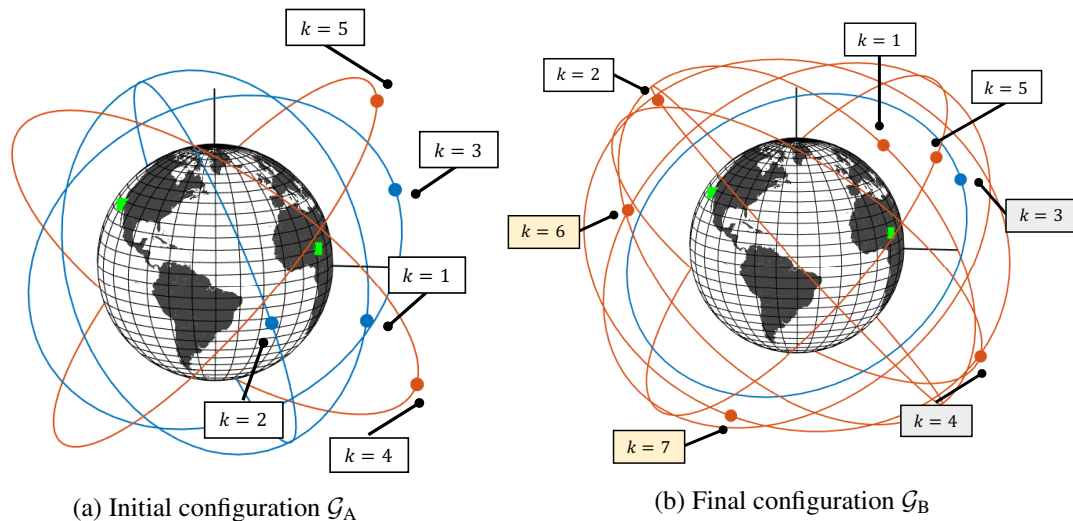 k = 5
k = 3
k = 1
k = 2
k = 4
(a) Initial configuration 𝒢A
k = 1
k = 2
k = 5
k = 3
k = 6
k = 4
k = 7
(b) Final configuration 𝒢B